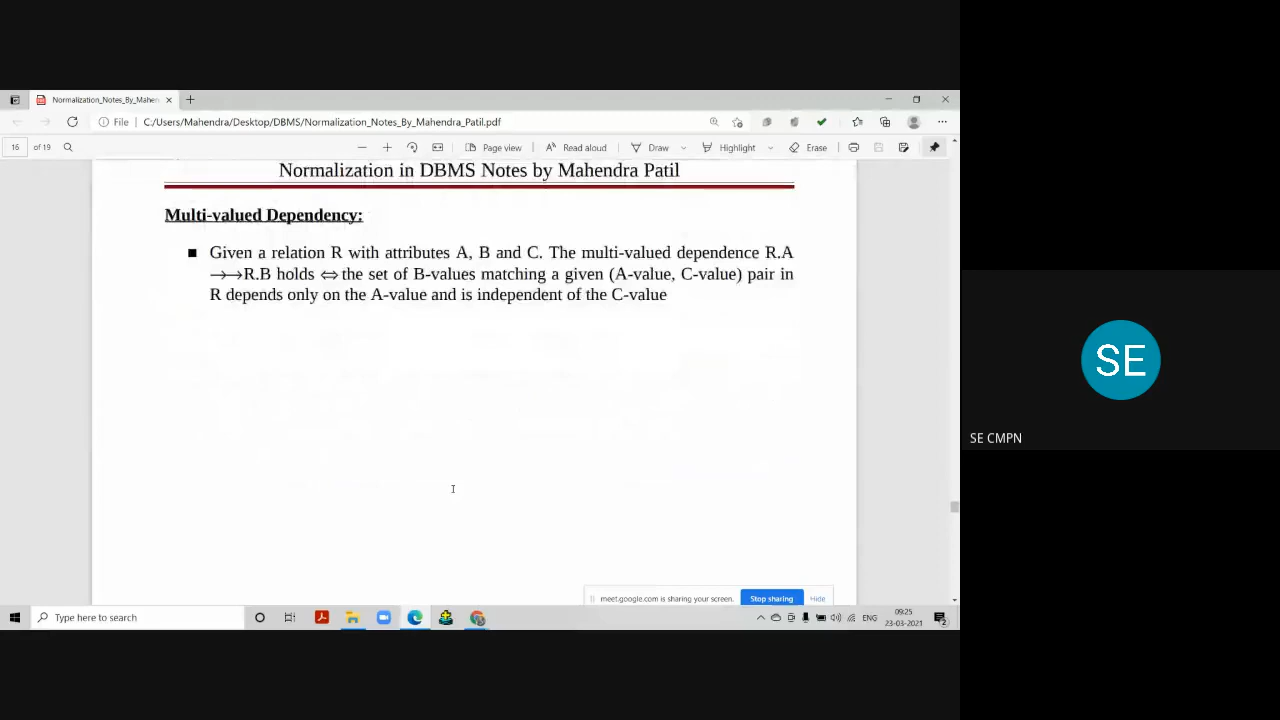 Normalization_Notes_By_Mahen
File
C:/Users/Mahendra/Desktop/DBMS/Normalization_Notes_By_Mahendra_Patil.pdf
16 of 19
Page view
Read aloud
Draw
Highlight
Erase
Normalization in DBMS Notes by Mahendra Patil
Multi-valued Dependency:
■ Given a relation R with attributes A, B and C. The multi-valued dependence R.A
→→R.B holds ⇔ the set of B-values matching a given (A-value, C-value) pair in
R depends only on the A-value and is independent of the C-value
SE
SE CMPN
meet.google.com is sharing your screen.
Stop sharing
Hide
Type here to search
ENG
09:25
23-03-2021
2